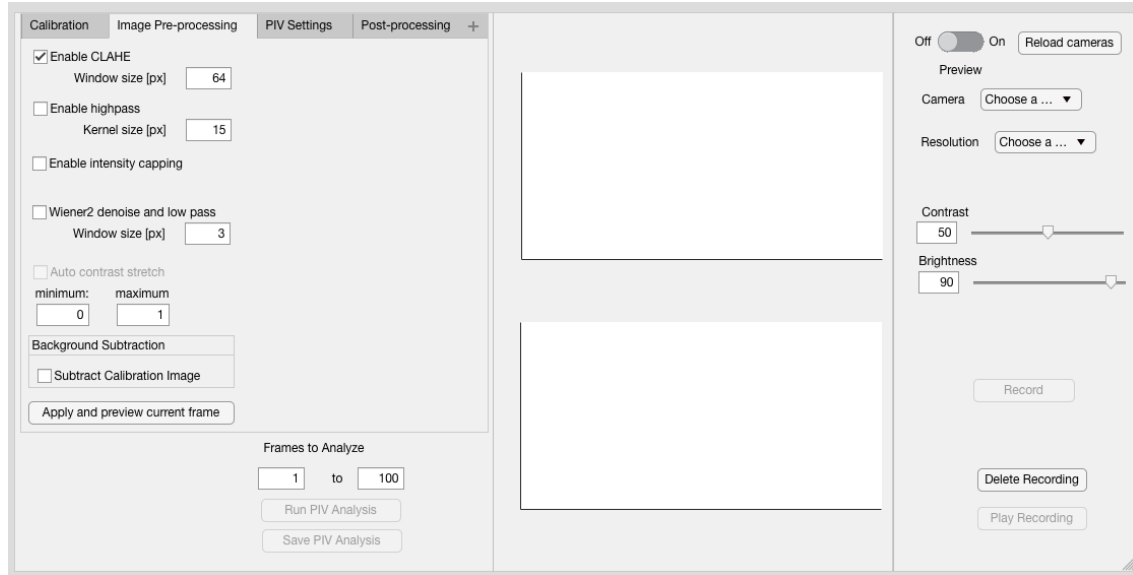 Calibration Image Pre-processing PIV Settings Post-processing +
Enable CLAHE
Window size [px] 64
Enable highpass
Kernel size [px] 15
Enable intensity capping
Wiener2 denoise and low pass
Window size [px] 3
Auto contrast stretch
minimum: maximum
0 1
Background Subtraction
Subtract Calibration Image
Apply and preview current frame
Frames to Analyze
1 to 100
Run PIV Analysis
Save PIV Analysis
Off On Reload cameras
Preview
Camera Choose a ...
Resolution Choose a ...
Contrast
50
Brightness
90
Record
Delete Recording
Play Recording